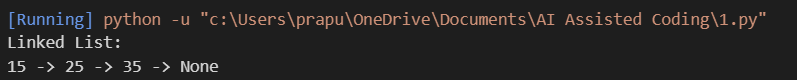 [Running] python -u "c:\Users\prapu\OneDrive\Documents\AI Assisted Coding\1.py"
Linked List:
15 -> 25 -> 35 -> None